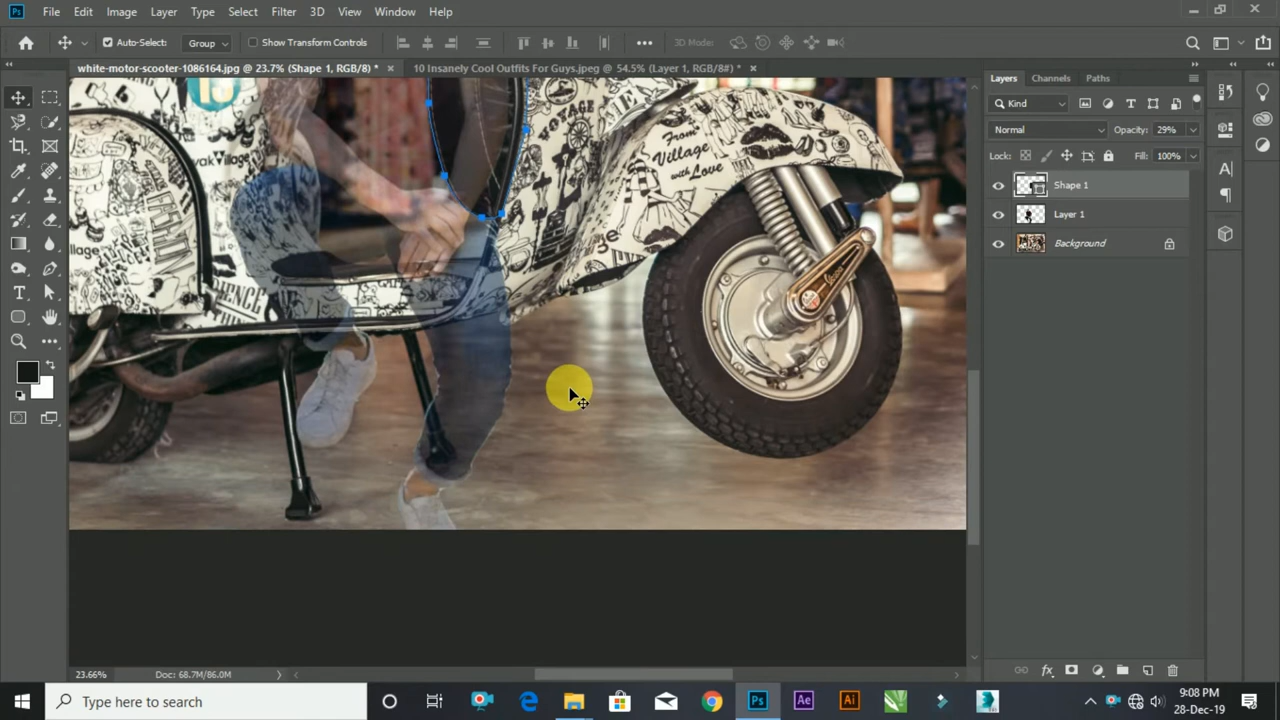 Ps File Edit Image Layer Type Select Filter 3D View Window Help
Auto-Select: Group Show Transform Controls 3D Mode:
white-motor-scooter-1086164.jpg @ 23.7% (Shape 1, RGB/8) * × 10 Insanely Cool Outfits For Guys.jpeg @ 54.5% (Layer 1, RGB/8#) * ×
Layers Channels Paths
Kind
Normal Opacity: 29%
Lock: Fill: 100%
Shape 1
Layer 1
Background
VOYAGE
From
Village
with Love
23.66% Doc: 68.7M/86.0M
Type here to search
Ps Ae Ai
9:08 PM
28-Dec-19